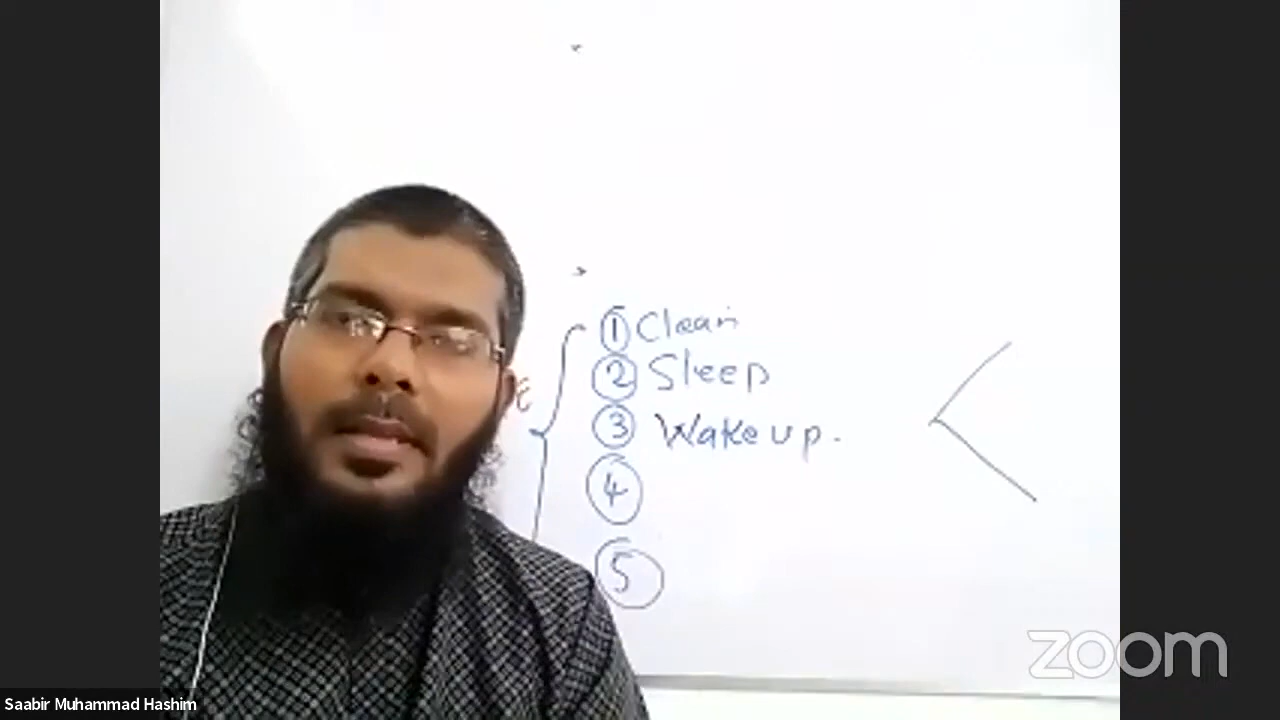 ① Clean
② Sleep
③ Wake up.
④
⑤
zoom
Saabir Muhammad Hashim